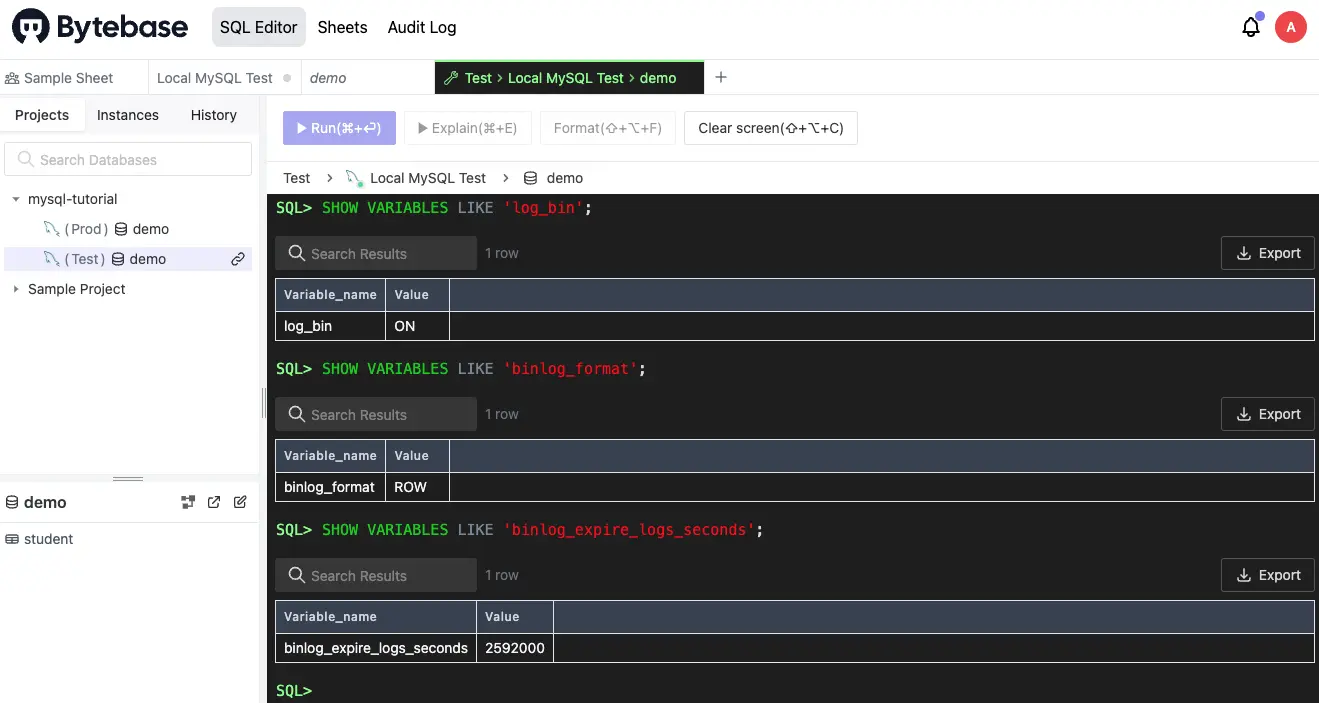 Bytebase SQL Editor Sheets Audit Log A
Sample Sheet Local MySQL Test demo Test > Local MySQL Test > demo +
Projects Instances History
Run(⌘+⏎) Explain(⌘+E) Format(⇧+⌥+F) Clear screen(⇧+⌥+C)
Search Databases
Test > Local MySQL Test > demo
mysql-tutorial
(Prod) demo
(Test) demo
Sample Project
demo
student
SQL> SHOW VARIABLES LIKE 'log_bin';
Search Results 1 row Export
Variable_name Value
log_bin ON
SQL> SHOW VARIABLES LIKE 'binlog_format';
Search Results 1 row Export
Variable_name Value
binlog_format ROW
SQL> SHOW VARIABLES LIKE 'binlog_expire_logs_seconds';
Search Results 1 row Export
Variable_name Value
binlog_expire_logs_seconds 2592000
SQL>